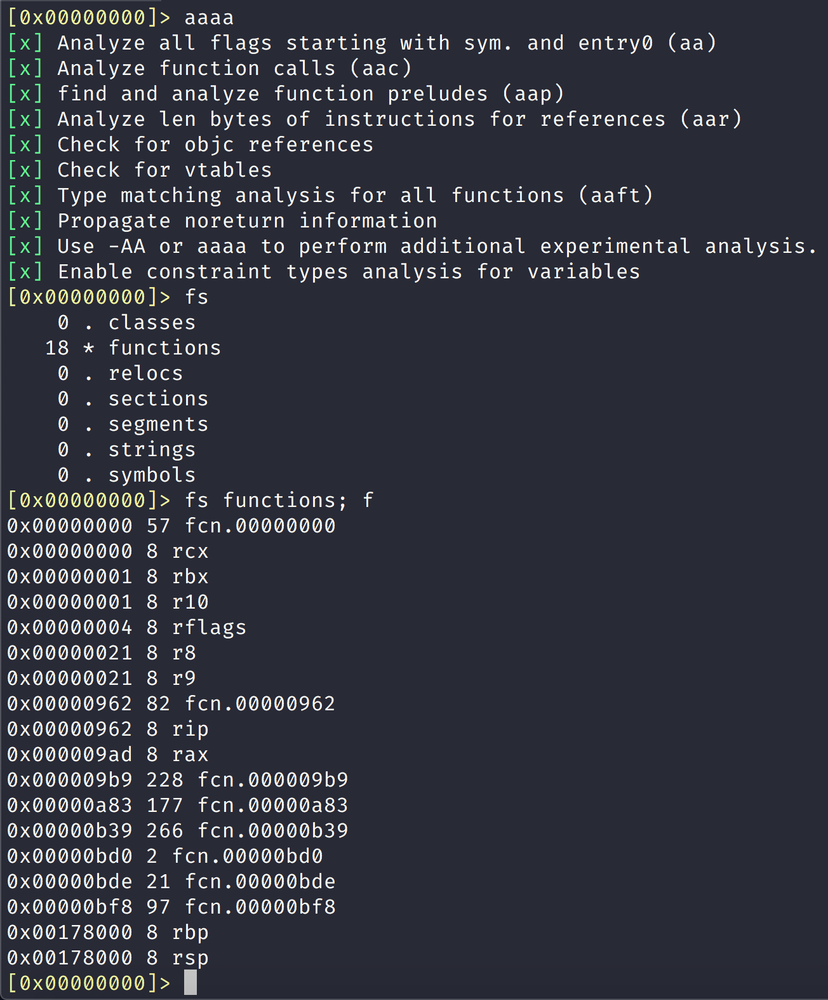 [0x00000000]> aaaa
[x] Analyze all flags starting with sym. and entry0 (aa)
[x] Analyze function calls (aac)
[x] find and analyze function preludes (aap)
[x] Analyze len bytes of instructions for references (aar)
[x] Check for objc references
[x] Check for vtables
[x] Type matching analysis for all functions (aaft)
[x] Propagate noreturn information
[x] Use -AA or aaaa to perform additional experimental analysis.
[x] Enable constraint types analysis for variables
[0x00000000]> fs
    0 . classes
   18 * functions
    0 . relocs
    0 . sections
    0 . segments
    0 . strings
    0 . symbols
[0x00000000]> fs functions; f
0x00000000 57 fcn.00000000
0x00000000 8 rcx
0x00000001 8 rbx
0x00000001 8 r10
0x00000004 8 rflags
0x00000021 8 r8
0x00000021 8 r9
0x00000962 82 fcn.00000962
0x00000962 8 rip
0x000009ad 8 rax
0x000009b9 228 fcn.000009b9
0x00000a83 177 fcn.00000a83
0x00000b39 266 fcn.00000b39
0x00000bd0 2 fcn.00000bd0
0x00000bde 21 fcn.00000bde
0x00000bf8 97 fcn.00000bf8
0x00178000 8 rbp
0x00178000 8 rsp
[0x00000000]>